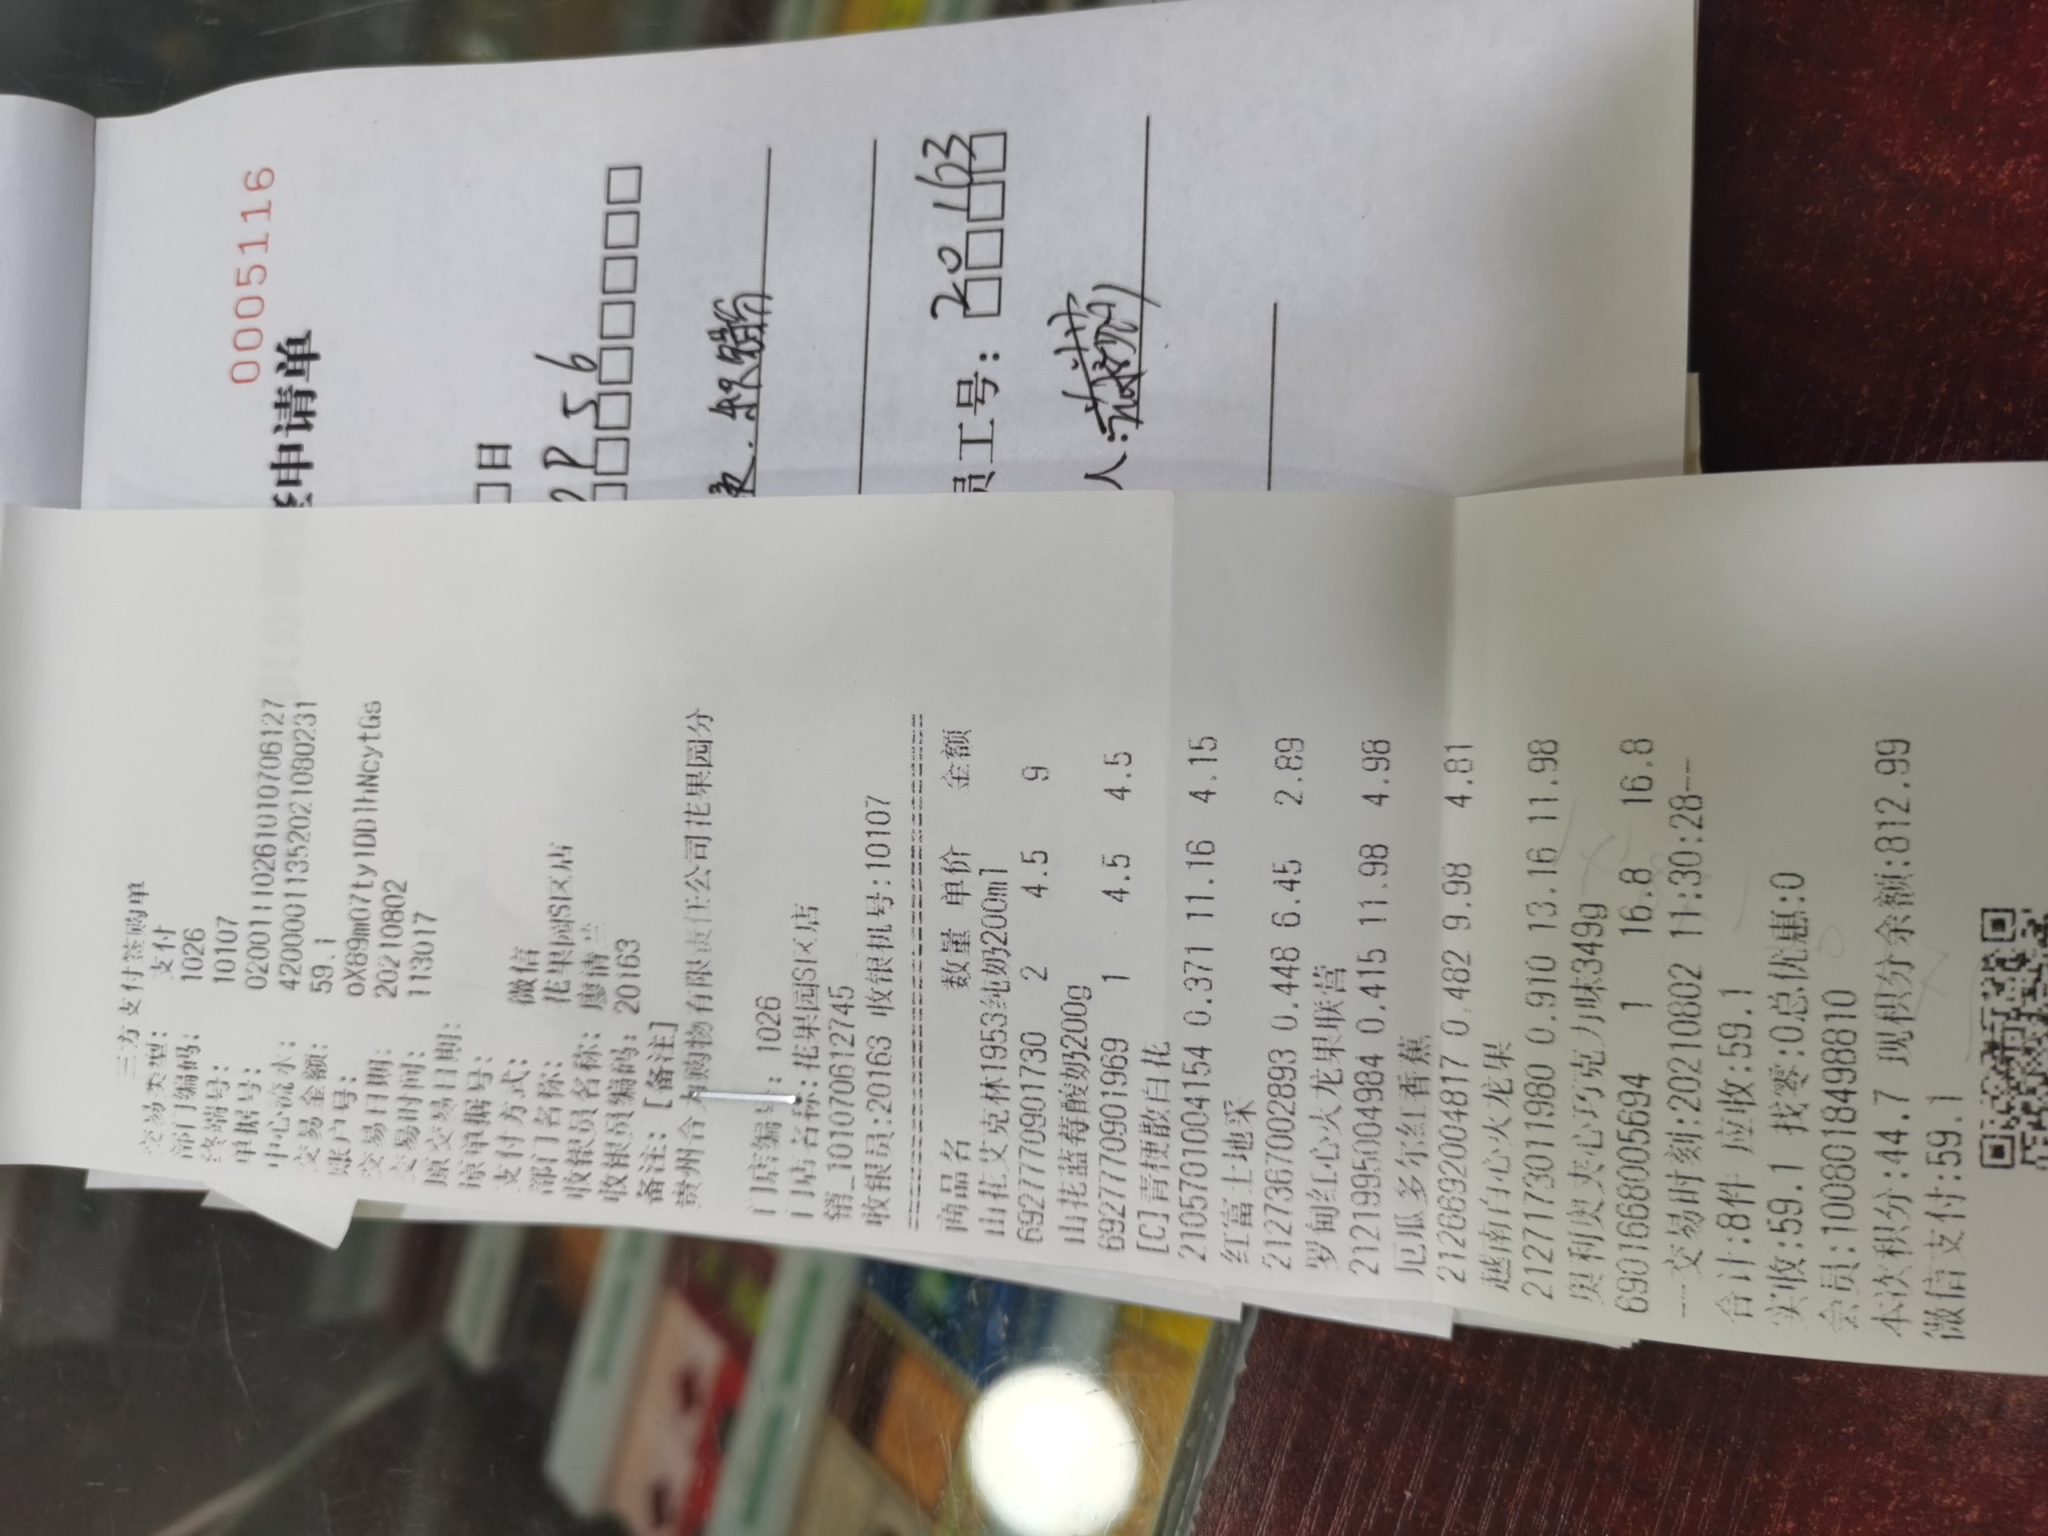 0005116
申请单
日
56
员工号：20163
人：
三方支付签购单
交易类型： 支付
部门编码： 1026
终端号： 10107
单据号： 020011102610107061​27
中心流水： 4200001135202108023​1
交易金额： 59.1
账户号： oX89m07ty1DD1hNcytGs
交易日期： 20210802
交易时间： 113017
原交易日期：
原单据号：
支付方式： 微信
部门名称： 花果园S1区店
收银员名称： 廖清兰
收银员编码： 20163
备注： [备注]
贵州合力购物有限责任公司花果园分
门店编号：1026
门店名称：花果园S1区店
销_101070612745
收银员:20163 收银机号:10107
商品名 数量 单价 金额
山花艾克林1953纯奶200ml
6927770901730 2 4.5 9
山花蓝莓酸奶200g
6927770901969 1 4.5 4.5
[C]青梗散白花
2105701004154 0.371 11.16 4.15
红富士地采
2127367002893 0.448 6.45 2.89
罗甸红心火龙果联营
2121995004984 0.415 11.98 4.98
厄瓜多尔红香蕉
2126692004817 0.482 9.98 4.81
越南白心火龙果
2127173011980 0.910 13.16 11.98
奥利奥夹心巧克力味349g
6901668005694 1 16.8 16.8
---交易时刻:20210802 11:30:28---
合计:8件 应收:59.1
实收:59.1 找零:0总优惠:0
会员:1008018498810
本次积分:44.7 现积分余额:812.99
微信支付:59.1